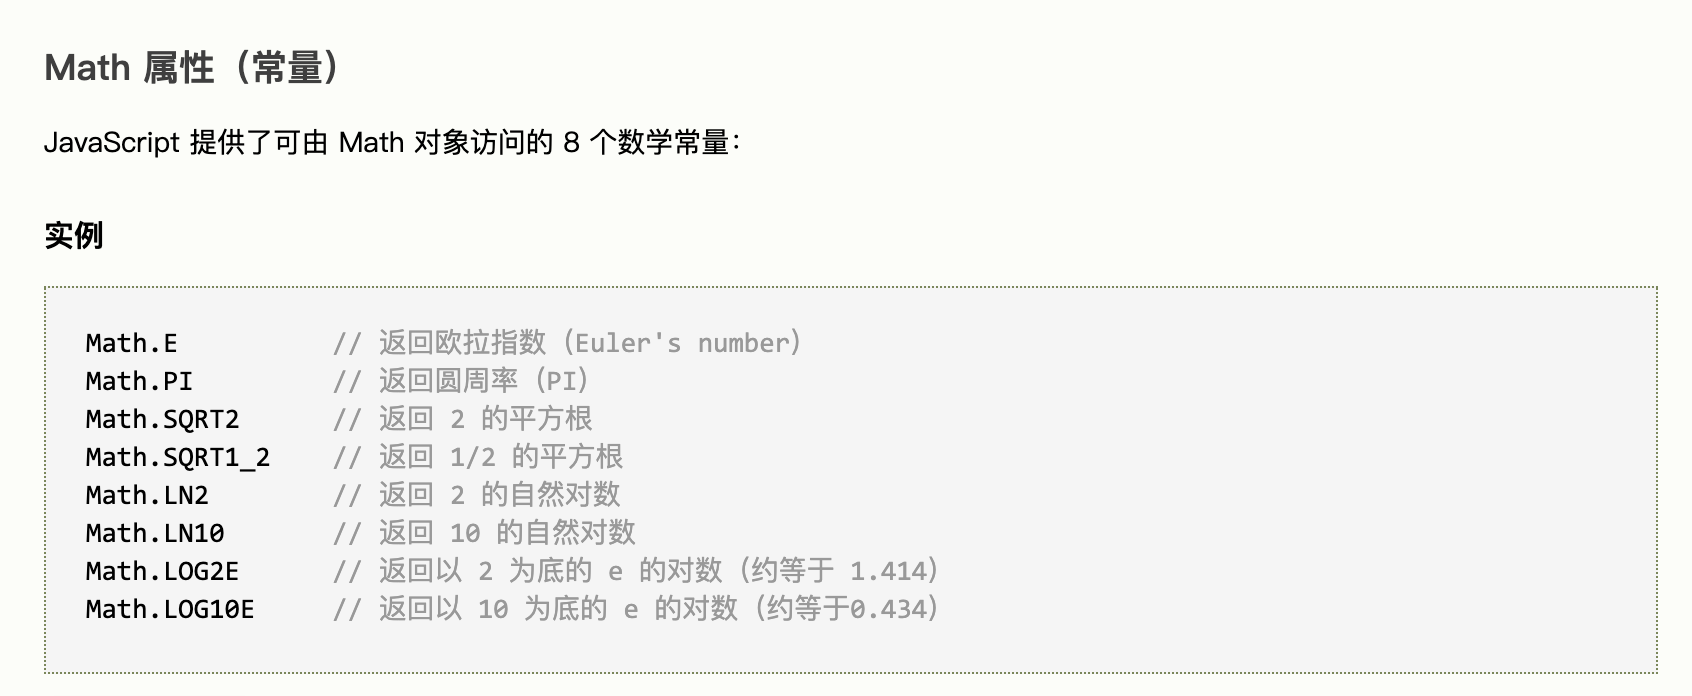 Math 属性（常量）
JavaScript 提供了可由 Math 对象访问的 8 个数学常量：
实例
Math.E          // 返回欧拉指数（Euler's number）
Math.PI         // 返回圆周率（PI）
Math.SQRT2      // 返回 2 的平方根
Math.SQRT1_2    // 返回 1/2 的平方根
Math.LN2        // 返回 2 的自然对数
Math.LN10       // 返回 10 的自然对数
Math.LOG2E      // 返回以 2 为底的 e 的对数（约等于 1.414）
Math.LOG10E     // 返回以 10 为底的 e 的对数（约等于0.434）